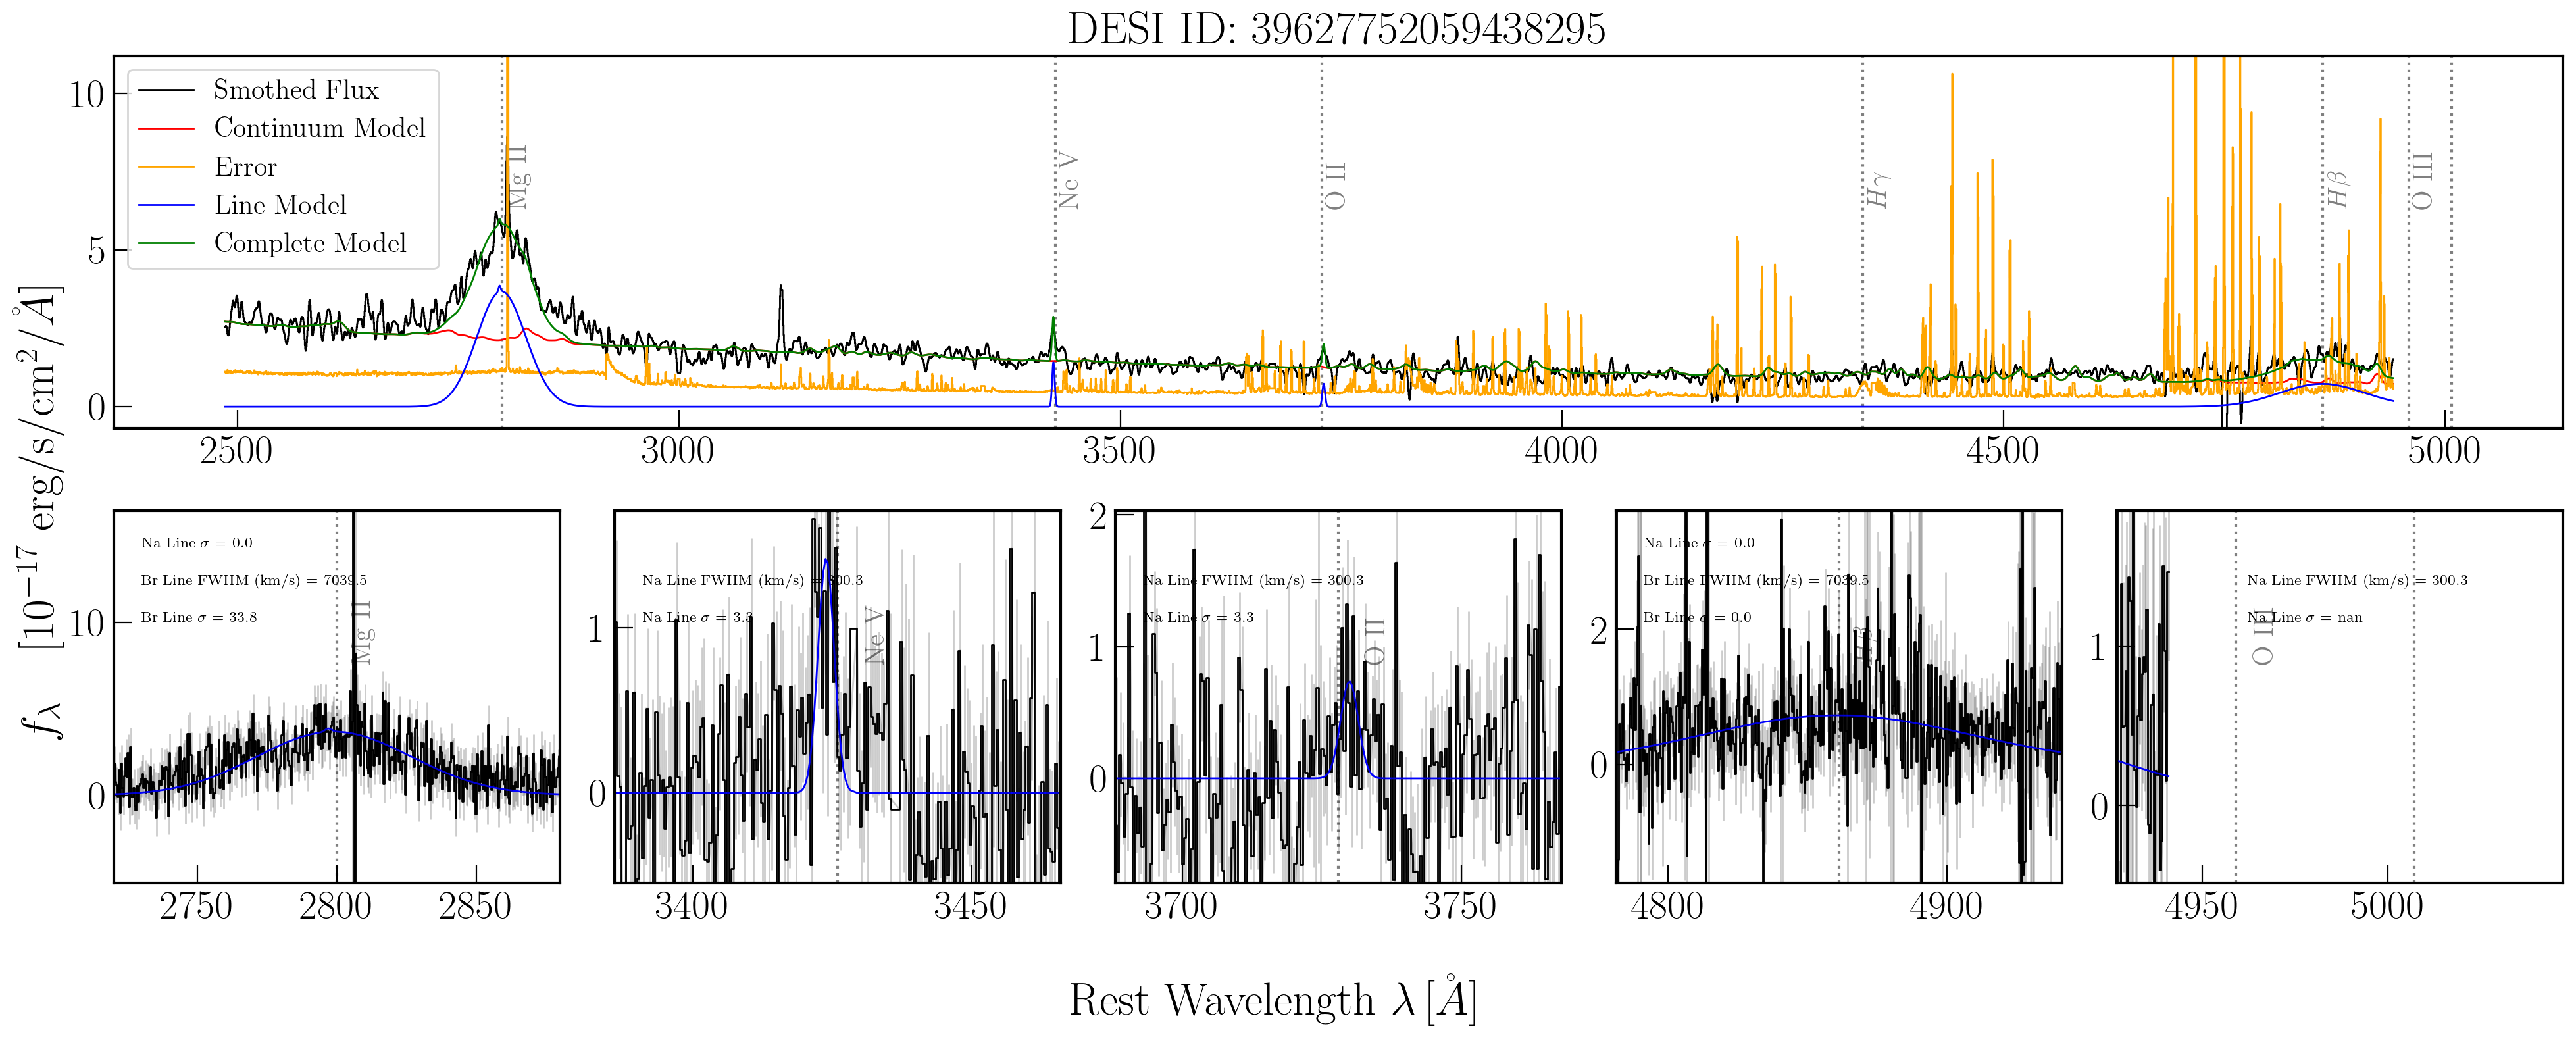 DESI ID: 39627752059438295
10
5
0
Smothed Flux
Continuum Model
Error
Line Model
Complete Model
Mg II
Ne V
O II
Hγ
Hβ
O III
2500 3000 3500 4000 4500 5000
f_λ [10^{-17} erg/s/cm^2/Å]
10
0
Na Line σ = 0.0
Br Line FWHM (km/s) = 7039.5
Br Line σ = 33.8
Mg II
2750 2800 2850
1
0
Na Line FWHM (km/s) = 300.3
Na Line σ = 3.3
Ne V
3400 3450
2
1
0
Na Line FWHM (km/s) = 300.3
Na Line σ = 3.3
O II
3700 3750
2
0
Na Line σ = 0.0
Br Line FWHM (km/s) = 7039.5
Br Line σ = 0.0
Hβ
4800 4900
1
0
Na Line FWHM (km/s) = 300.3
Na Line σ = nan
O III
4950 5000
Rest Wavelength λ [Å]